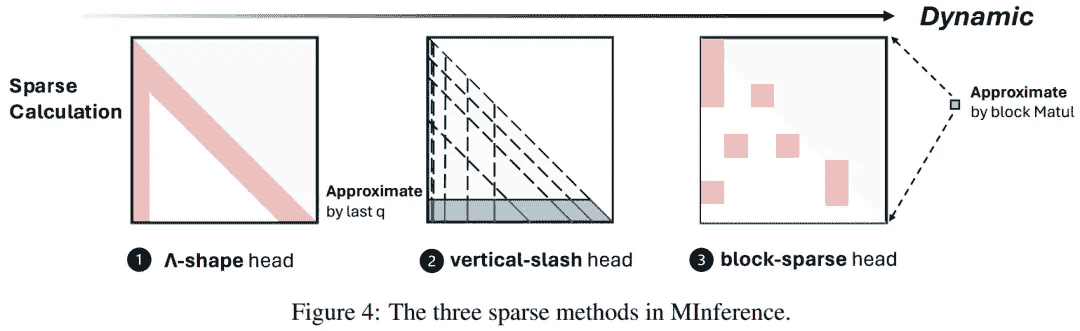 Dynamic
Sparse
Calculation
Approximate
by last q
Approximate
by block Matul
1 Λ-shape head
2 vertical-slash head
3 block-sparse head
Figure 4: The three sparse methods in MInference.